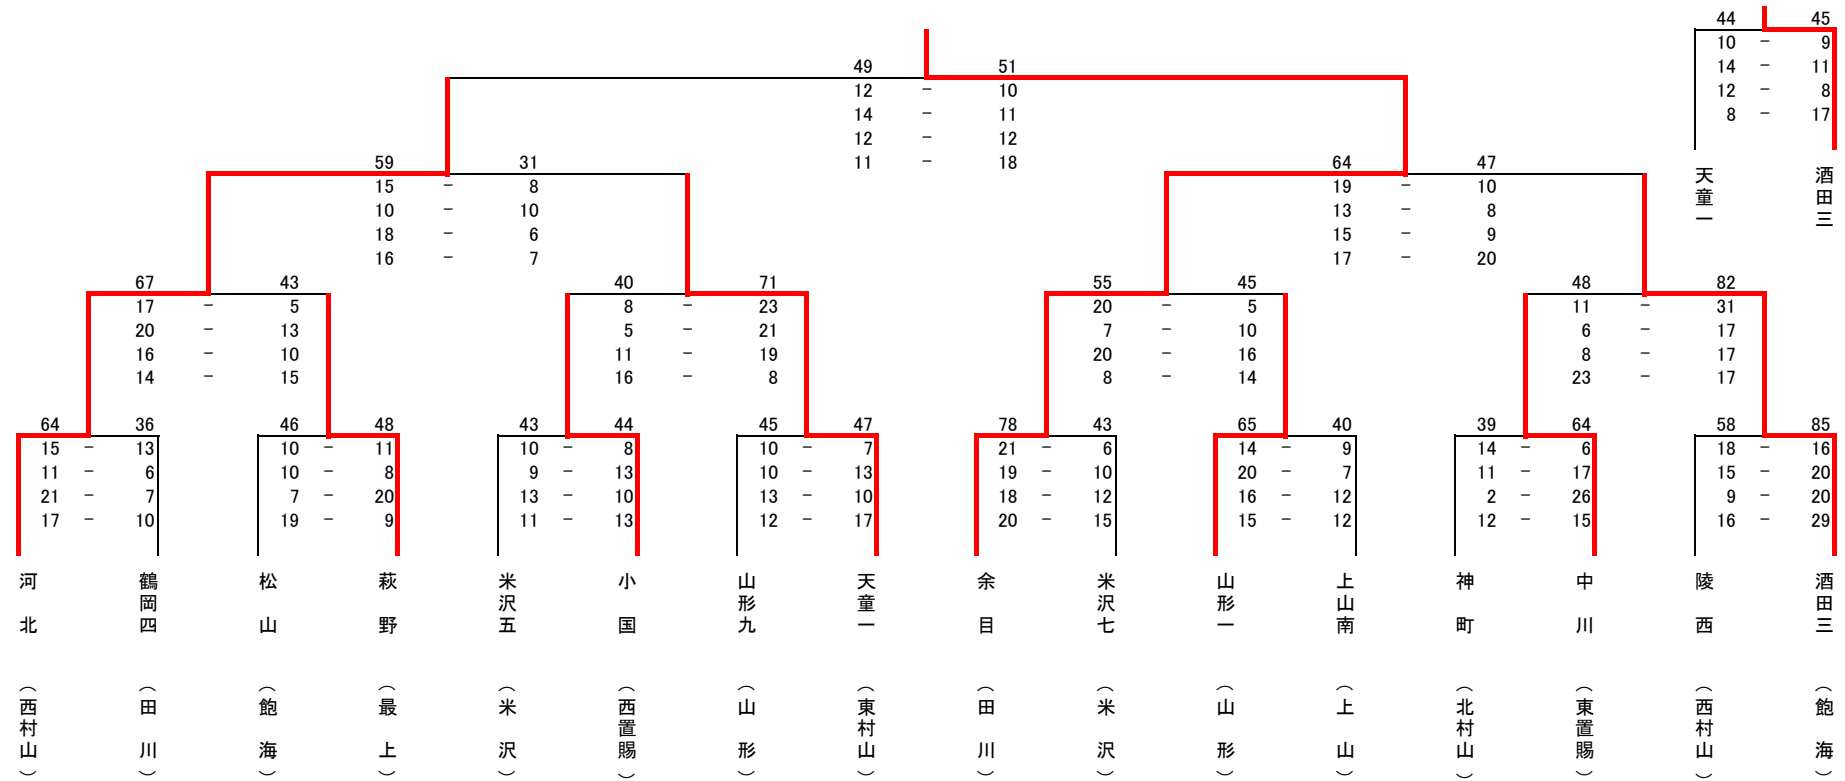 44 45
10 - 9
14 - 11
12 - 8
8 - 17
天童一 酒田三
49 51
12 - 10
14 - 11
12 - 12
11 - 18
59 31
15 - 8
10 - 10
18 - 6
16 - 7
64 47
19 - 10
13 - 8
15 - 9
17 - 20
67 43
17 - 5
20 - 13
16 - 10
14 - 15
40 71
8 - 23
5 - 21
11 - 19
16 - 8
55 45
20 - 5
7 - 10
20 - 16
8 - 14
48 82
11 - 31
6 - 17
8 - 17
23 - 17
64 36
15 - 13
11 - 6
21 - 7
17 - 10
46 48
10 - 11
10 - 8
7 - 20
19 - 9
43 44
10 - 8
9 - 13
13 - 10
11 - 13
45 47
10 - 7
10 - 13
13 - 10
12 - 17
78 43
21 - 6
19 - 10
18 - 12
20 - 15
65 40
14 - 9
20 - 7
16 - 12
15 - 12
39 64
14 - 6
11 - 17
2 - 26
12 - 15
58 85
18 - 16
15 - 20
9 - 20
16 - 29
河北 (西村山)
鶴岡四 (田川)
松山 (飽海)
萩野 (最上)
米沢五 (米沢)
小国 (西置賜)
山形九 (山形)
天童一 (東村山)
余目 (田川)
米沢七 (米沢)
山形一 (山形)
上山南 (上山)
神町 (北村山)
中川 (東置賜)
陵西 (西村山)
酒田三 (飽海)